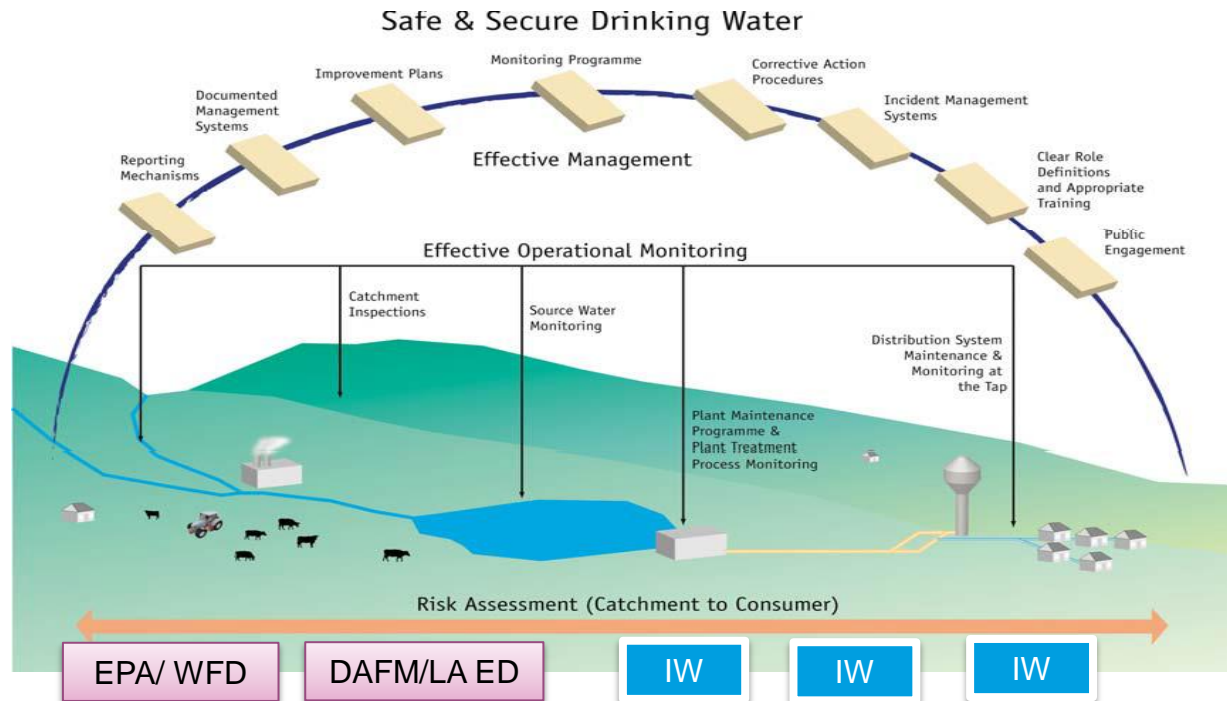 Safe & Secure Drinking Water
Monitoring Programme
Corrective Action
Procedures
Improvement Plans
Documented
Management
Systems
Incident Management
Systems
Reporting
Mechanisms
Effective Management
Clear Role
Definitions
and Appropriate
Training
Public
Engagement
Effective Operational Monitoring
Catchment
Inspections
Source Water
Monitoring
Distribution System
Maintenance &
Monitoring at
the Tap
Plant Maintenance
Programme &
Plant Treatment
Process Monitoring
Risk Assessment (Catchment to Consumer)
EPA/ WFD
DAFM/LA ED
IW
IW
IW